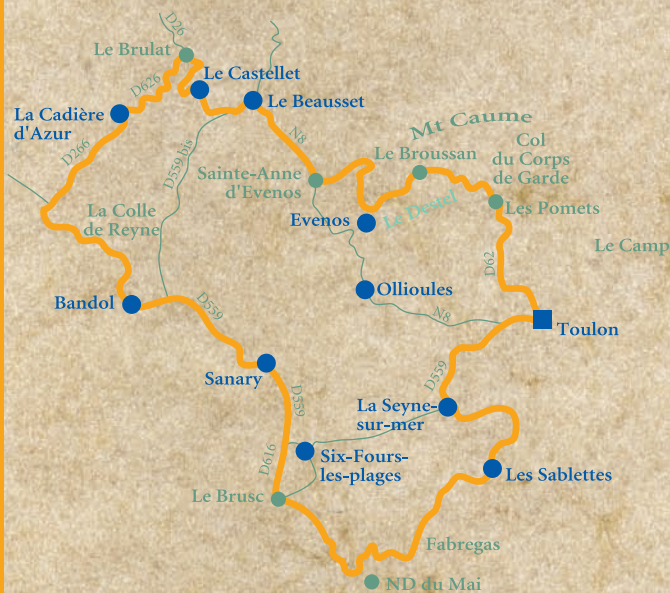 D26
Le Brulat
D626
Le Castellet
Le Beausset
La Cadière
d'Azur
N8
Mt Caume
D266
D559 bis
Sainte-Anne
d'Evenos
Le Broussan
Col
du Corps
de Garde
Le Destel
Les Pomets
La Colle
de Reyne
Evenos
Le Camp
D62
Bandol
D559
Ollioules
N8
Toulon
Sanary
D559
D559
La Seyne-
sur-mer
D616
Six-Fours-
les-plages
Les Sablettes
Le Brusc
Fabregas
ND du Mai